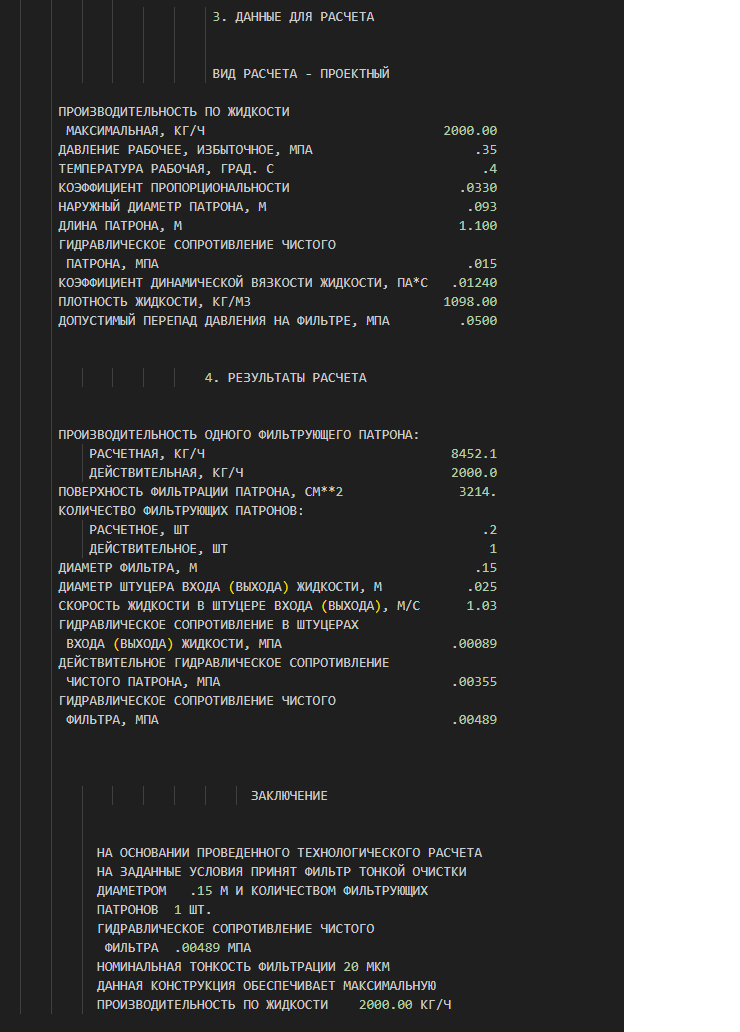 3. ДАННЫЕ ДЛЯ РАСЧЕТА
ВИД РАСЧЕТА - ПРОЕКТНЫЙ
ПРОИЗВОДИТЕЛЬНОСТЬ ПО ЖИДКОСТИ
МАКСИМАЛЬНАЯ, КГ/Ч 2000.00
ДАВЛЕНИЕ РАБОЧЕЕ, ИЗБЫТОЧНОЕ, МПА .35
ТЕМПЕРАТУРА РАБОЧАЯ, ГРАД. С .4
КОЭФФИЦИЕНТ ПРОПОРЦИОНАЛЬНОСТИ .0330
НАРУЖНЫЙ ДИАМЕТР ПАТРОНА, М .093
ДЛИНА ПАТРОНА, М 1.100
ГИДРАВЛИЧЕСКОЕ СОПРОТИВЛЕНИЕ ЧИСТОГО
ПАТРОНА, МПА .015
КОЭФФИЦИЕНТ ДИНАМИЧЕСКОЙ ВЯЗКОСТИ ЖИДКОСТИ, ПА*С .01240
ПЛОТНОСТЬ ЖИДКОСТИ, КГ/М3 1098.00
ДОПУСТИМЫЙ ПЕРЕПАД ДАВЛЕНИЯ НА ФИЛЬТРЕ, МПА .0500
4. РЕЗУЛЬТАТЫ РАСЧЕТА
ПРОИЗВОДИТЕЛЬНОСТЬ ОДНОГО ФИЛЬТРУЮЩЕГО ПАТРОНА:
РАСЧЕТНАЯ, КГ/Ч 8452.1
ДЕЙСТВИТЕЛЬНАЯ, КГ/Ч 2000.0
ПОВЕРХНОСТЬ ФИЛЬТРАЦИИ ПАТРОНА, СМ**2 3214.
КОЛИЧЕСТВО ФИЛЬТРУЮЩИХ ПАТРОНОВ:
РАСЧЕТНОЕ, ШТ .2
ДЕЙСТВИТЕЛЬНОЕ, ШТ 1
ДИАМЕТР ФИЛЬТРА, М .15
ДИАМЕТР ШТУЦЕРА ВХОДА (ВЫХОДА) ЖИДКОСТИ, М .025
СКОРОСТЬ ЖИДКОСТИ В ШТУЦЕРЕ ВХОДА (ВЫХОДА), М/С 1.03
ГИДРАВЛИЧЕСКОЕ СОПРОТИВЛЕНИЕ В ШТУЦЕРАХ
ВХОДА (ВЫХОДА) ЖИДКОСТИ, МПА .00089
ДЕЙСТВИТЕЛЬНОЕ ГИДРАВЛИЧЕСКОЕ СОПРОТИВЛЕНИЕ
ЧИСТОГО ПАТРОНА, МПА .00355
ГИДРАВЛИЧЕСКОЕ СОПРОТИВЛЕНИЕ ЧИСТОГО
ФИЛЬТРА, МПА .00489
ЗАКЛЮЧЕНИЕ
НА ОСНОВАНИИ ПРОВЕДЕННОГО ТЕХНОЛОГИЧЕСКОГО РАСЧЕТА
НА ЗАДАННЫЕ УСЛОВИЯ ПРИНЯТ ФИЛЬТР ТОНКОЙ ОЧИСТКИ
ДИАМЕТРОМ .15 М И КОЛИЧЕСТВОМ ФИЛЬТРУЮЩИХ
ПАТРОНОВ 1 ШТ.
ГИДРАВЛИЧЕСКОЕ СОПРОТИВЛЕНИЕ ЧИСТОГО
ФИЛЬТРА .00489 МПА
НОМИНАЛЬНАЯ ТОНКОСТЬ ФИЛЬТРАЦИИ 20 МКМ
ДАННАЯ КОНСТРУКЦИЯ ОБЕСПЕЧИВАЕТ МАКСИМАЛЬНУЮ
ПРОИЗВОДИТЕЛЬНОСТЬ ПО ЖИДКОСТИ 2000.00 КГ/Ч